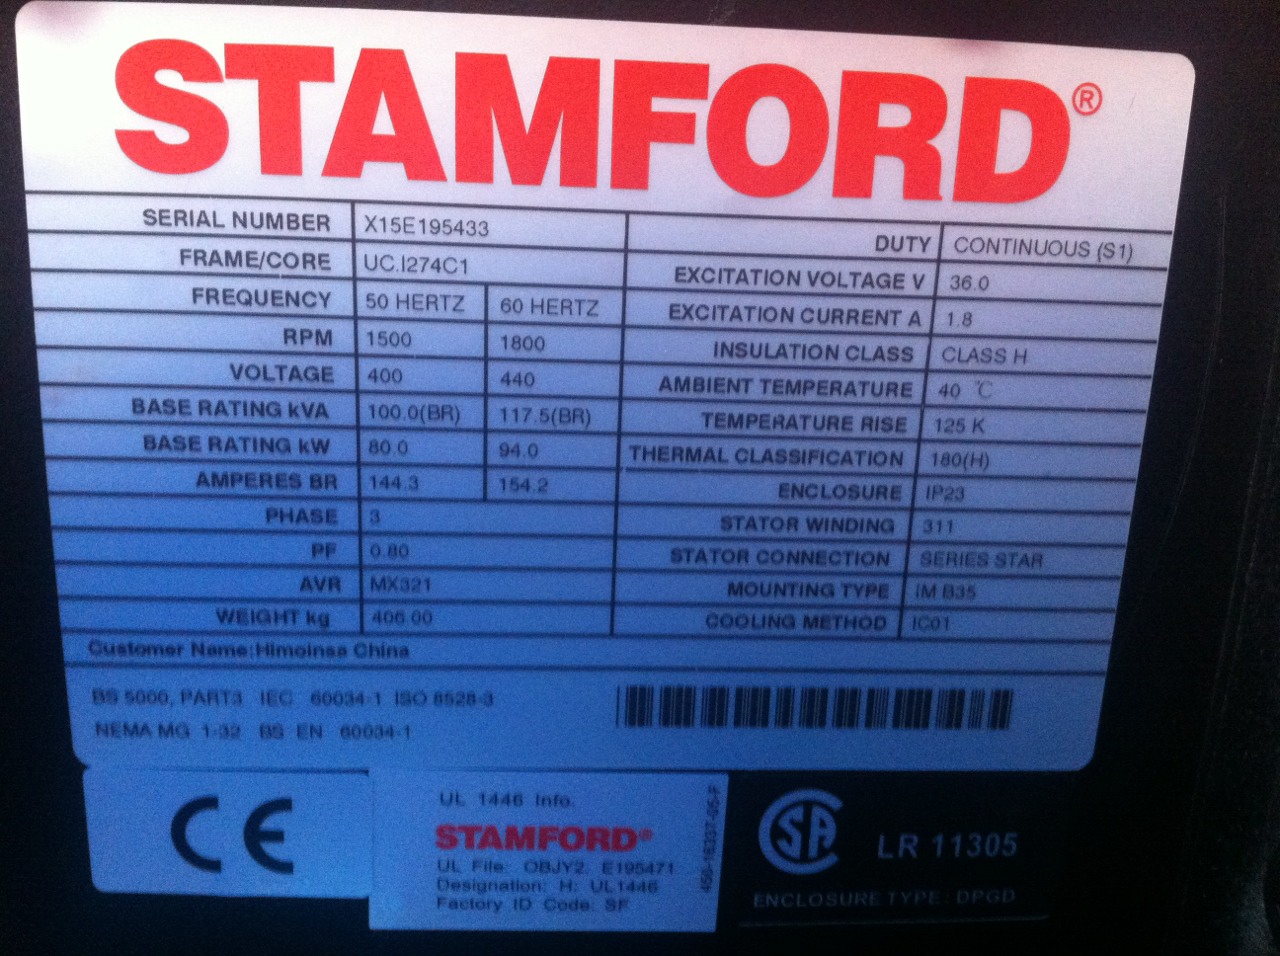 STAMFORD®
SERIAL NUMBER X15E195433
DUTY CONTINUOUS (S1)
FRAME/CORE UC.I274C1
EXCITATION VOLTAGE V 36.0
FREQUENCY 50 HERTZ 60 HERTZ
EXCITATION CURRENT A 1.8
RPM 1500 1800
INSULATION CLASS CLASS H
VOLTAGE 400 440
AMBIENT TEMPERATURE 40 ℃
BASE RATING kVA 100.0(BR) 117.5(BR)
TEMPERATURE RISE 125 K
BASE RATING kW 80.0 94.0
THERMAL CLASSIFICATION 180(H)
AMPERES BR 144.3 154.2
ENCLOSURE IP23
PHASE 3
STATOR WINDING 311
PF 0.80
STATOR CONNECTION SERIES STAR
AVR MX321
MOUNTING TYPE IM B35
WEIGHT kg 406.00
COOLING METHOD IC01
Customer Name:Himoinsa China
BS 5000, PART3 IEC 60034-1 ISO 8528-3
NEMA MG 1-32 BS EN 60034-1
CE
UL 1446 Info.
STAMFORD®
UL File: OBJY2. E195471
Designation: H: UL1446
Factory ID Code: SF
456-16337-05-F
SA
LR 11305
ENCLOSURE TYPE: DPGD